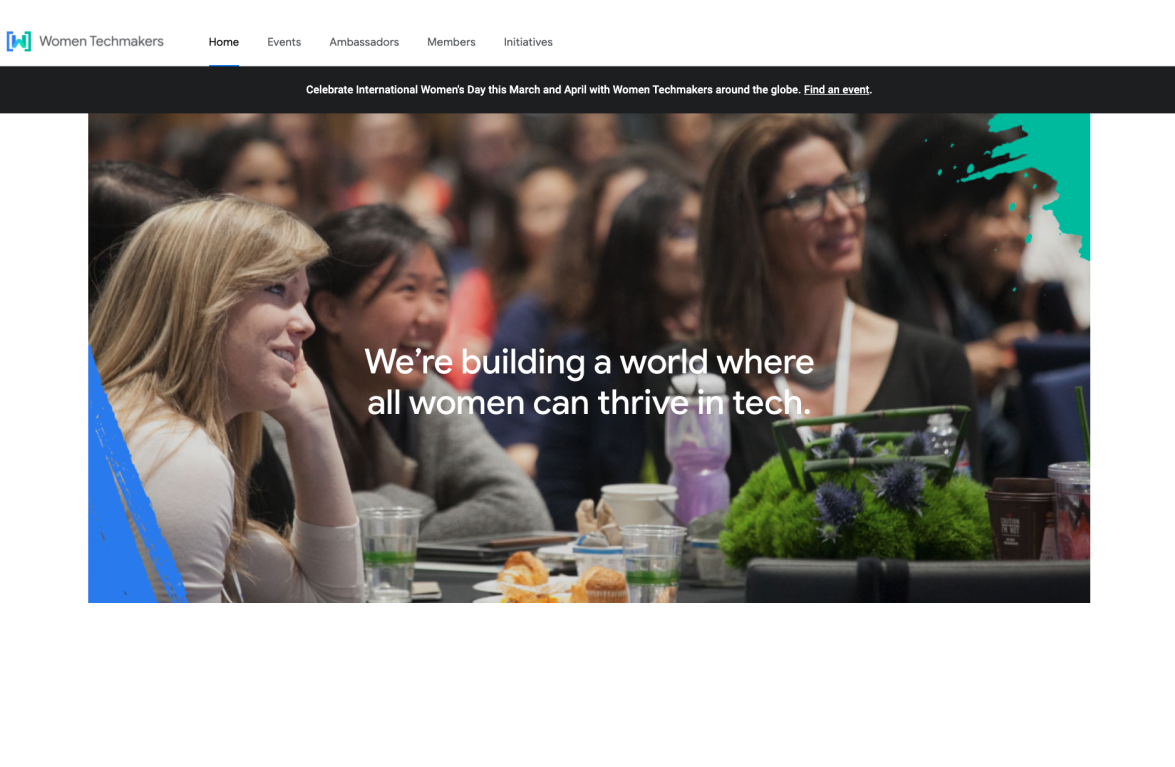 Women Techmakers
Home
Events
Ambassadors
Members
Initiatives
Celebrate International Women's Day this March and April with Women Techmakers around the globe. Find an event.
We're building a world where
all women can thrive in tech.